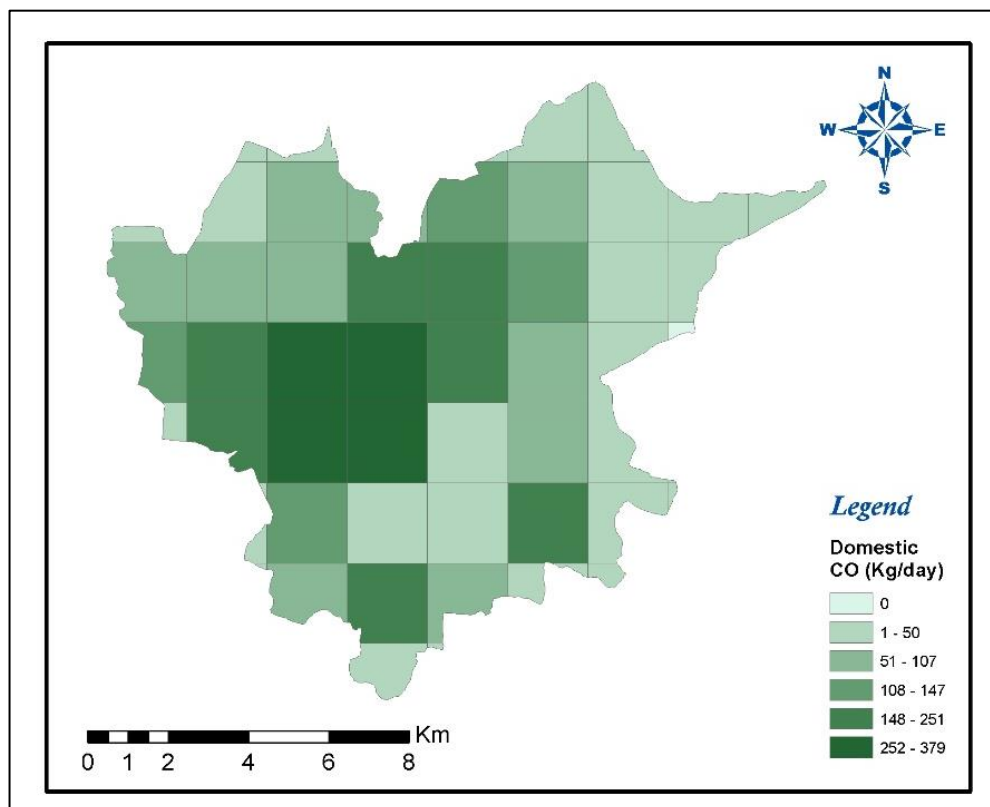 N
W E
S
Legend
Domestic
CO (Kg/day)
0
1 - 50
51 - 107
108 - 147
148 - 251
252 - 379
Km
0 1 2 4 6 8